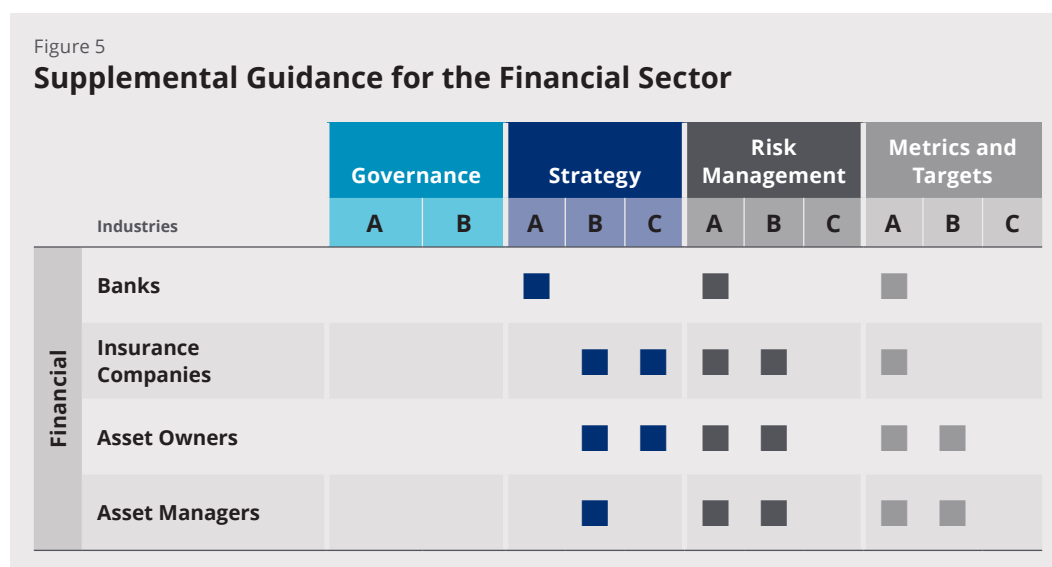 Figure 5
Supplemental Guidance for the Financial Sector
Governance
Strategy
Risk
Management
Metrics and
Targets
Industries
A B A B C A B C A B C
Financial
Banks
Insurance
Companies
Asset Owners
Asset Managers